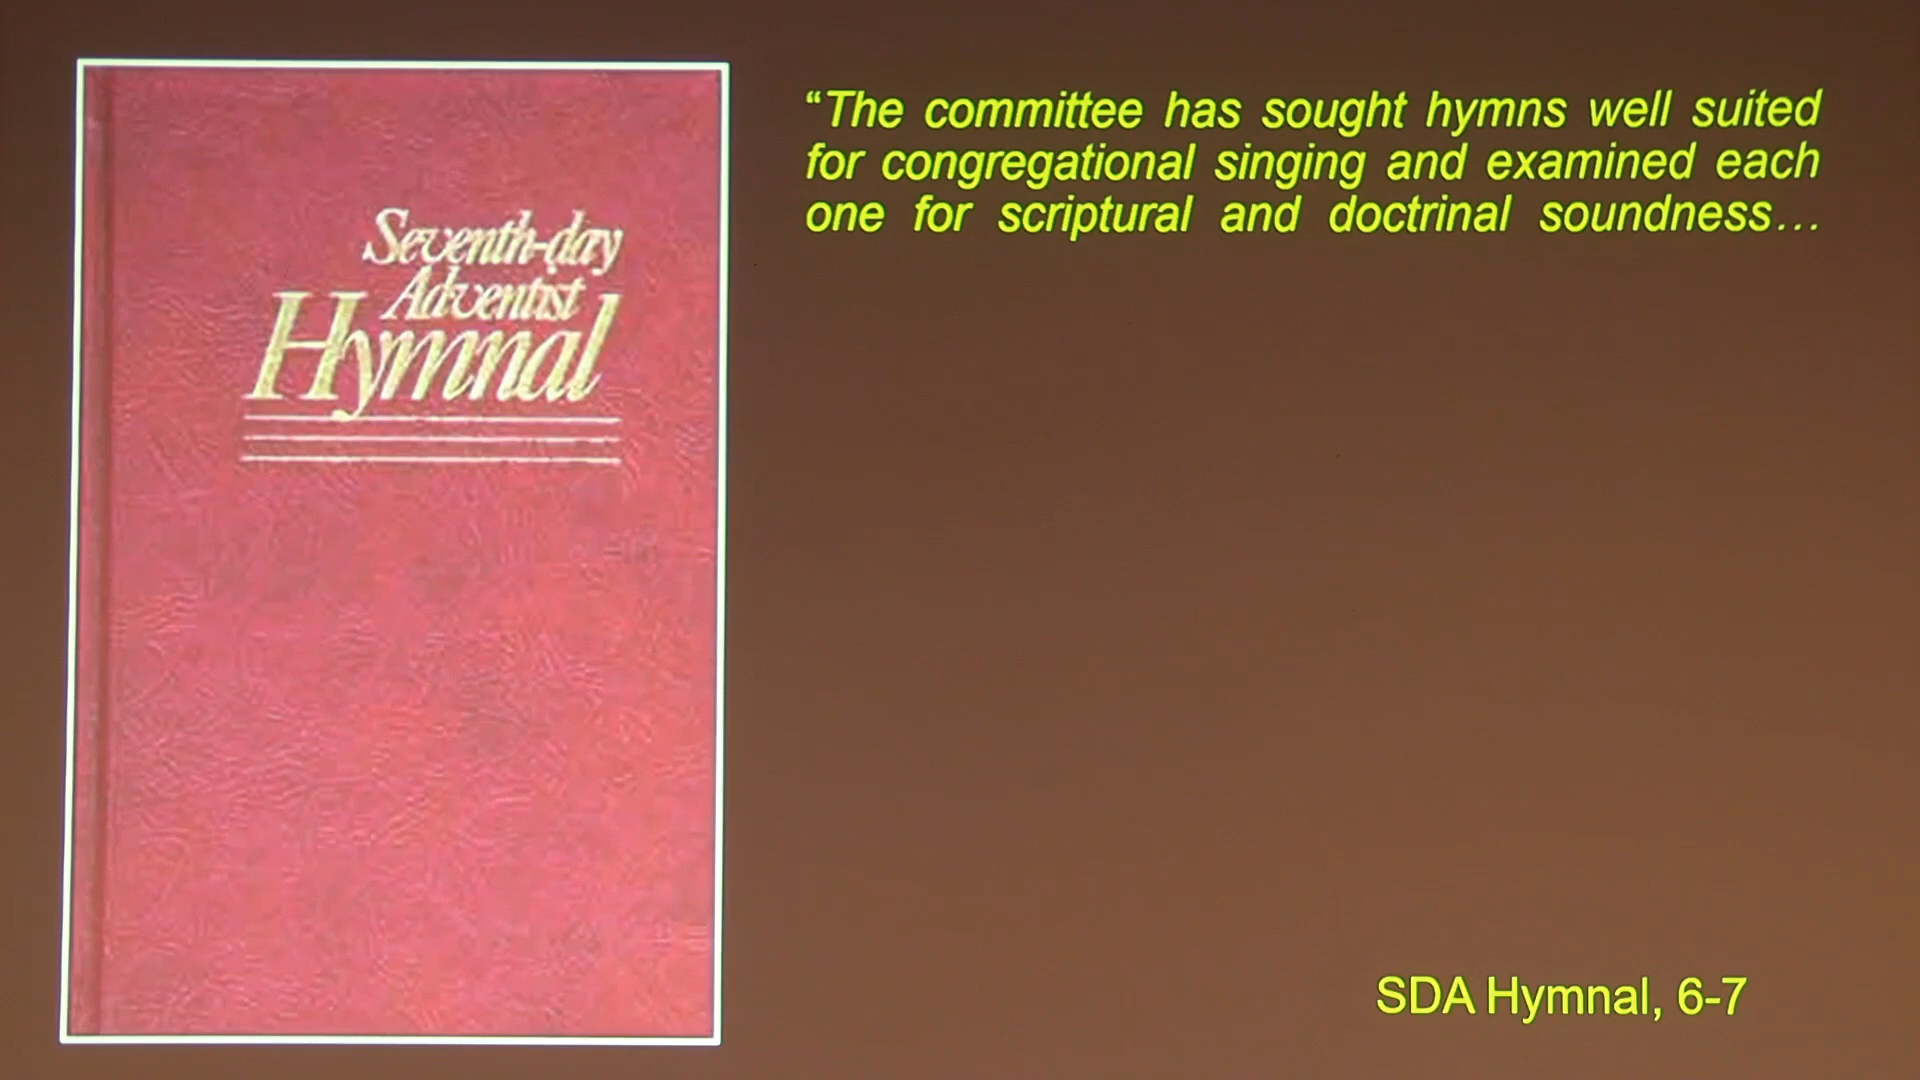 Seventh-day
Adventist
Hymnal
“The committee has sought hymns well suited
for congregational singing and examined each
one for scriptural and doctrinal soundness…
SDA Hymnal, 6-7